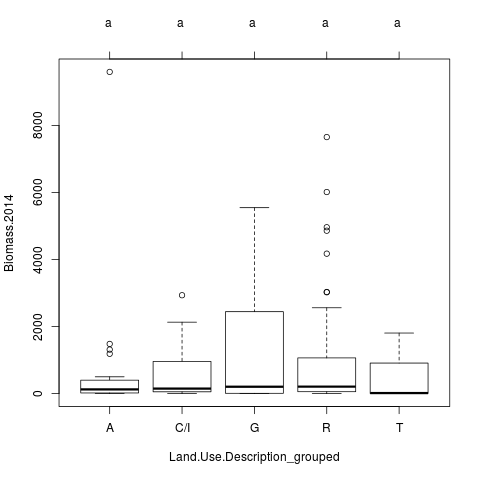 a a a a a
Biomass.2014
8000
6000
4000
2000
0
A C/I G R T
Land.Use.Description_grouped